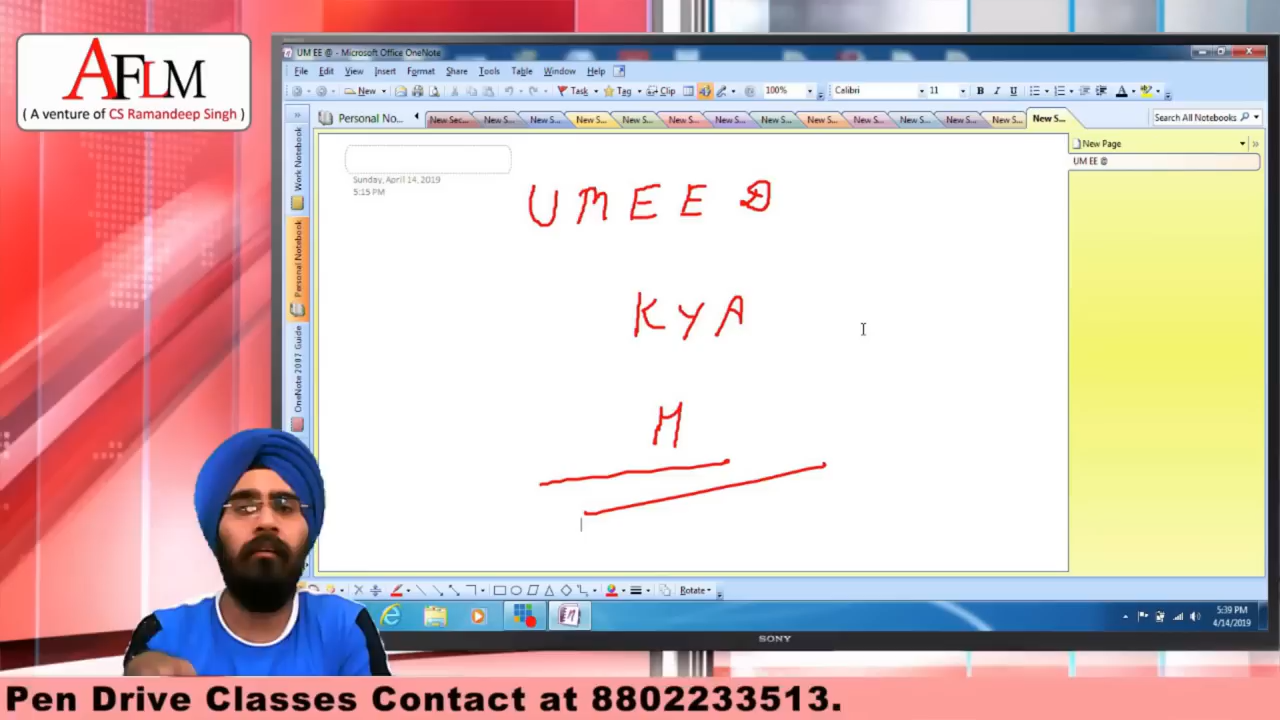 AFLM
( A venture of CS Ramandeep Singh )
UM EE @ - Microsoft Office OneNote
File Edit View Insert Format Share Tools Table Window Help
New Task Tag Clip 100% Calibri 11 B I U
Personal No... New Sec... New S... New S... New S... New S... New S... New S... New S... New S... New S... New S... New S... New S... New S...
Search All Notebooks
New Page
UM EE @
Work Notebook
Personal Notebook
OneNote 2007 Guide
Sunday, April 14, 2019
5:15 PM
UMEED
KYA
H
Rotate
5:39 PM
4/14/2019
SONY
Pen Drive Classes Contact at 8802233513.